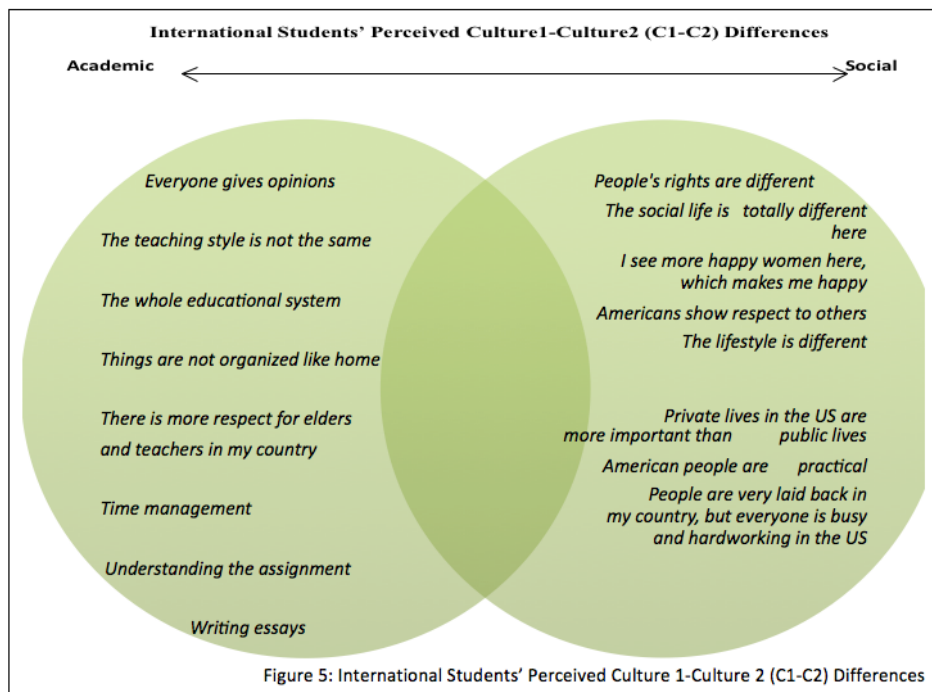 International Students' Perceived Culture1-Culture2 (C1-C2) Differences
Academic
Social
Everyone gives opinions
The teaching style is not the same
The whole educational system
Things are not organized like home
There is more respect for elders
and teachers in my country
Time management
Understanding the assignment
Writing essays
People's rights are different
The social life is totally different
here
I see more happy women here,
which makes me happy
Americans show respect to others
The lifestyle is different
Private lives in the US are
more important than public lives
American people are practical
People are very laid back in
my country, but everyone is busy
and hardworking in the US
Figure 5: International Students' Perceived Culture 1-Culture 2 (C1-C2) Differences